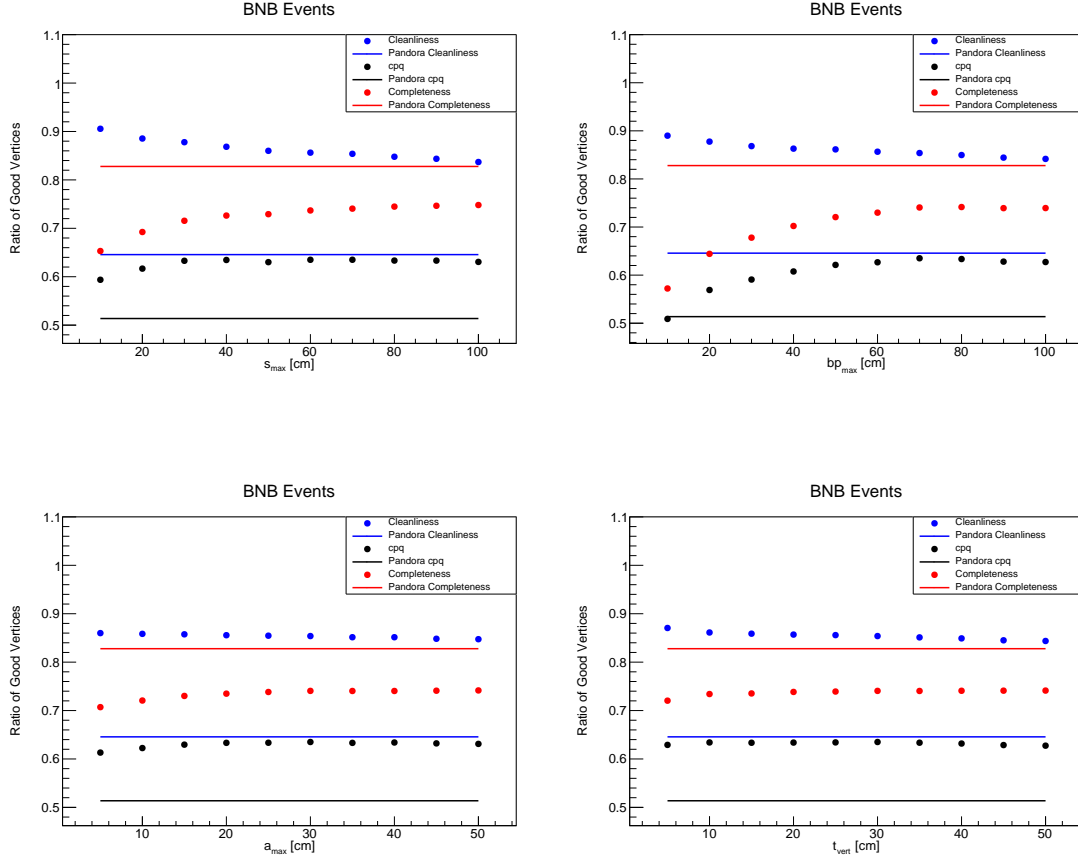 BNB Events
Ratio of Good Vertices
1.1
1
0.9
0.8
0.7
0.6
0.5
Cleanliness
Pandora Cleanliness
cpq
Pandora cpq
Completeness
Pandora Completeness
20 40 60 80 100
s_max [cm]
BNB Events
Ratio of Good Vertices
1.1
1
0.9
0.8
0.7
0.6
0.5
Cleanliness
Pandora Cleanliness
cpq
Pandora cpq
Completeness
Pandora Completeness
20 40 60 80 100
bp_max [cm]
BNB Events
Ratio of Good Vertices
1.1
1
0.9
0.8
0.7
0.6
0.5
Cleanliness
Pandora Cleanliness
cpq
Pandora cpq
Completeness
Pandora Completeness
10 20 30 40 50
a_max [cm]
BNB Events
Ratio of Good Vertices
1.1
1
0.9
0.8
0.7
0.6
0.5
Cleanliness
Pandora Cleanliness
cpq
Pandora cpq
Completeness
Pandora Completeness
10 20 30 40 50
t_vert [cm]